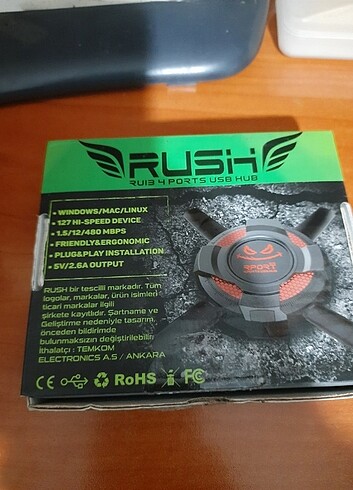 RUSH
RU13 4 PORTS USB HUB
• WINDOWS/MAC/LINUX
• 127 HI-SPEED DEVICE
• 1.5/12/480 MBPS
• FRIENDLY&ERGONOMIC
• PLUG&PLAY INSTALLATION
• 5V/2.6A OUTPUT
RPORT
RUSH bir tescilli markadır. Tüm
logolar, markalar, ürün isimleri
ticari markalar ilgili
şirkete kayıtlıdır. Şartname ve
Geliştirme nedeniyle tasarım,
önceden bildirimde
bulunmaksızın değiştirilebilir.
İthalatçı : TEMKOM
ELECTRONICS A.S / ANKARA
CE RoHS FC